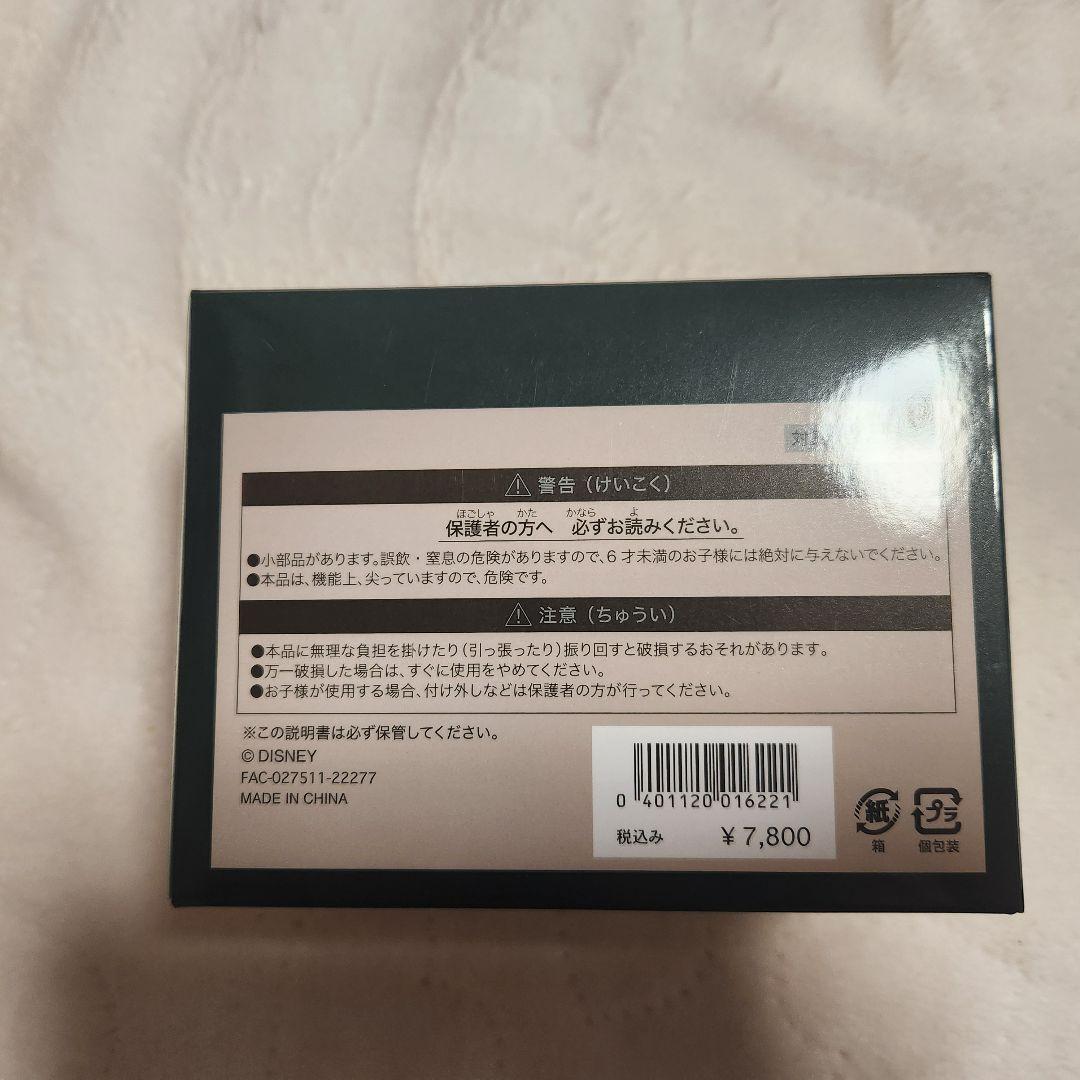 対
⚠ 警告（けいこく）
ほごしゃ かた かなら よ
保護者の方へ 必ずお読みください。
●小部品があります。誤飲・窒息の危険がありますので、6才未満のお子様には絶対に与えないでください。
●本品は、機能上、尖っていますので、危険です。
⚠ 注意（ちゅうい）
●本品に無理な負担を掛けたり（引っ張ったり）振り回すと破損するおそれがあります。
●万一破損した場合は、すぐに使用をやめてください。
●お子様が使用する場合、付け外しなどは保護者の方が行ってください。
※この説明書は必ず保管してください。
© DISNEY
FAC-027511-22277
MADE IN CHINA
0 401120 016221
税込み ¥7,800
紙 プラ
箱 個包装